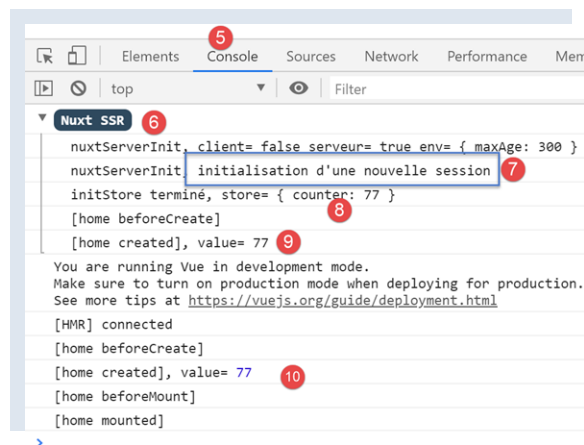 5
Elements Console Sources Network Performance Mem
top Filter
Nuxt SSR 6
nuxtServerInit, client= false serveur= true env= { maxAge: 300 }
nuxtServerInit, initialisation d'une nouvelle session 7
initStore terminé, store= { counter: 77 }
8
[home beforeCreate]
[home created], value= 77 9
You are running Vue in development mode.
Make sure to turn on production mode when deploying for production.
See more tips at https://vuejs.org/guide/deployment.html
[HMR] connected
[home beforeCreate]
[home created], value= 77 10
[home beforeMount]
[home mounted]